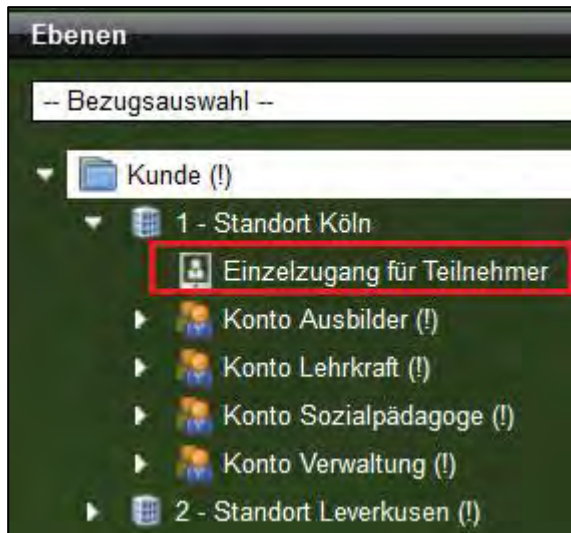 Ebenen
-- Bezugsauswahl --
Kunde (!)
1 - Standort Köln
Einzelzugang für Teilnehmer
Konto Ausbilder (!)
Konto Lehrkraft (!)
Konto Sozialpädagoge (!)
Konto Verwaltung (!)
2 - Standort Leverkusen (!)